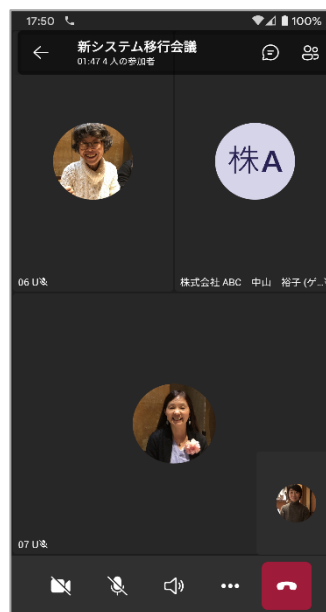 17:50 100%
新システム移行会議
01:47 4 人の参加者
株A
06 U
株式会社 ABC 中山 裕子 (ゲ...
07 U